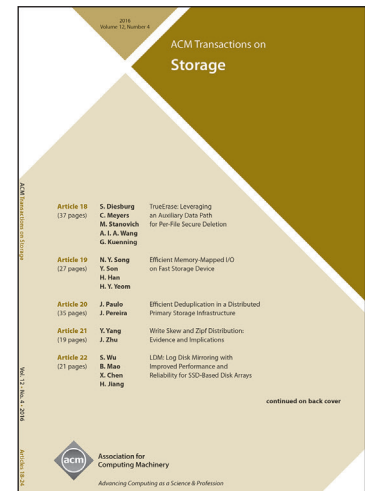 2016
Volume 12, Number 4
ACM Transactions on
Storage
Article 18
(37 pages)
S. Diesburg
C. Meyers
M. Stanovich
A. I. A. Wang
G. Kuenning
TrueErase: Leveraging
an Auxiliary Data Path
for Per-File Secure Deletion
Article 19
(27 pages)
N. Y. Song
Y. Son
H. Han
H. Y. Yeom
Efficient Memory-Mapped I/O
on Fast Storage Device
Article 20
(35 pages)
J. Paulo
J. Pereira
Efficient Deduplication in a Distributed
Primary Storage Infrastructure
Article 21
(19 pages)
Y. Yang
J. Zhu
Write Skew and Zipf Distribution:
Evidence and Implications
Article 22
(21 pages)
S. Wu
B. Mao
X. Chen
H. Jiang
LDM: Log Disk Mirroring with
Improved Performance and
Reliability for SSD-Based Disk Arrays
continued on back cover
acm
Association for
Computing Machinery
Advancing Computing as a Science & Profession
ACM Transactions on Storage
Vol. 12 • No. 4 • 2016
Articles 18-24